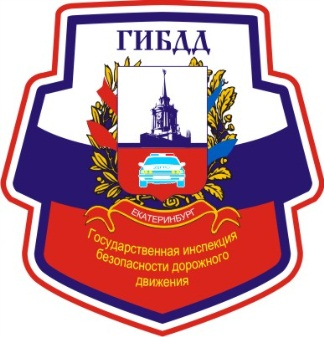 ГИБДД
ЕКАТЕРИНБУРГ
Государственная инспекция
безопасности дорожного
движения